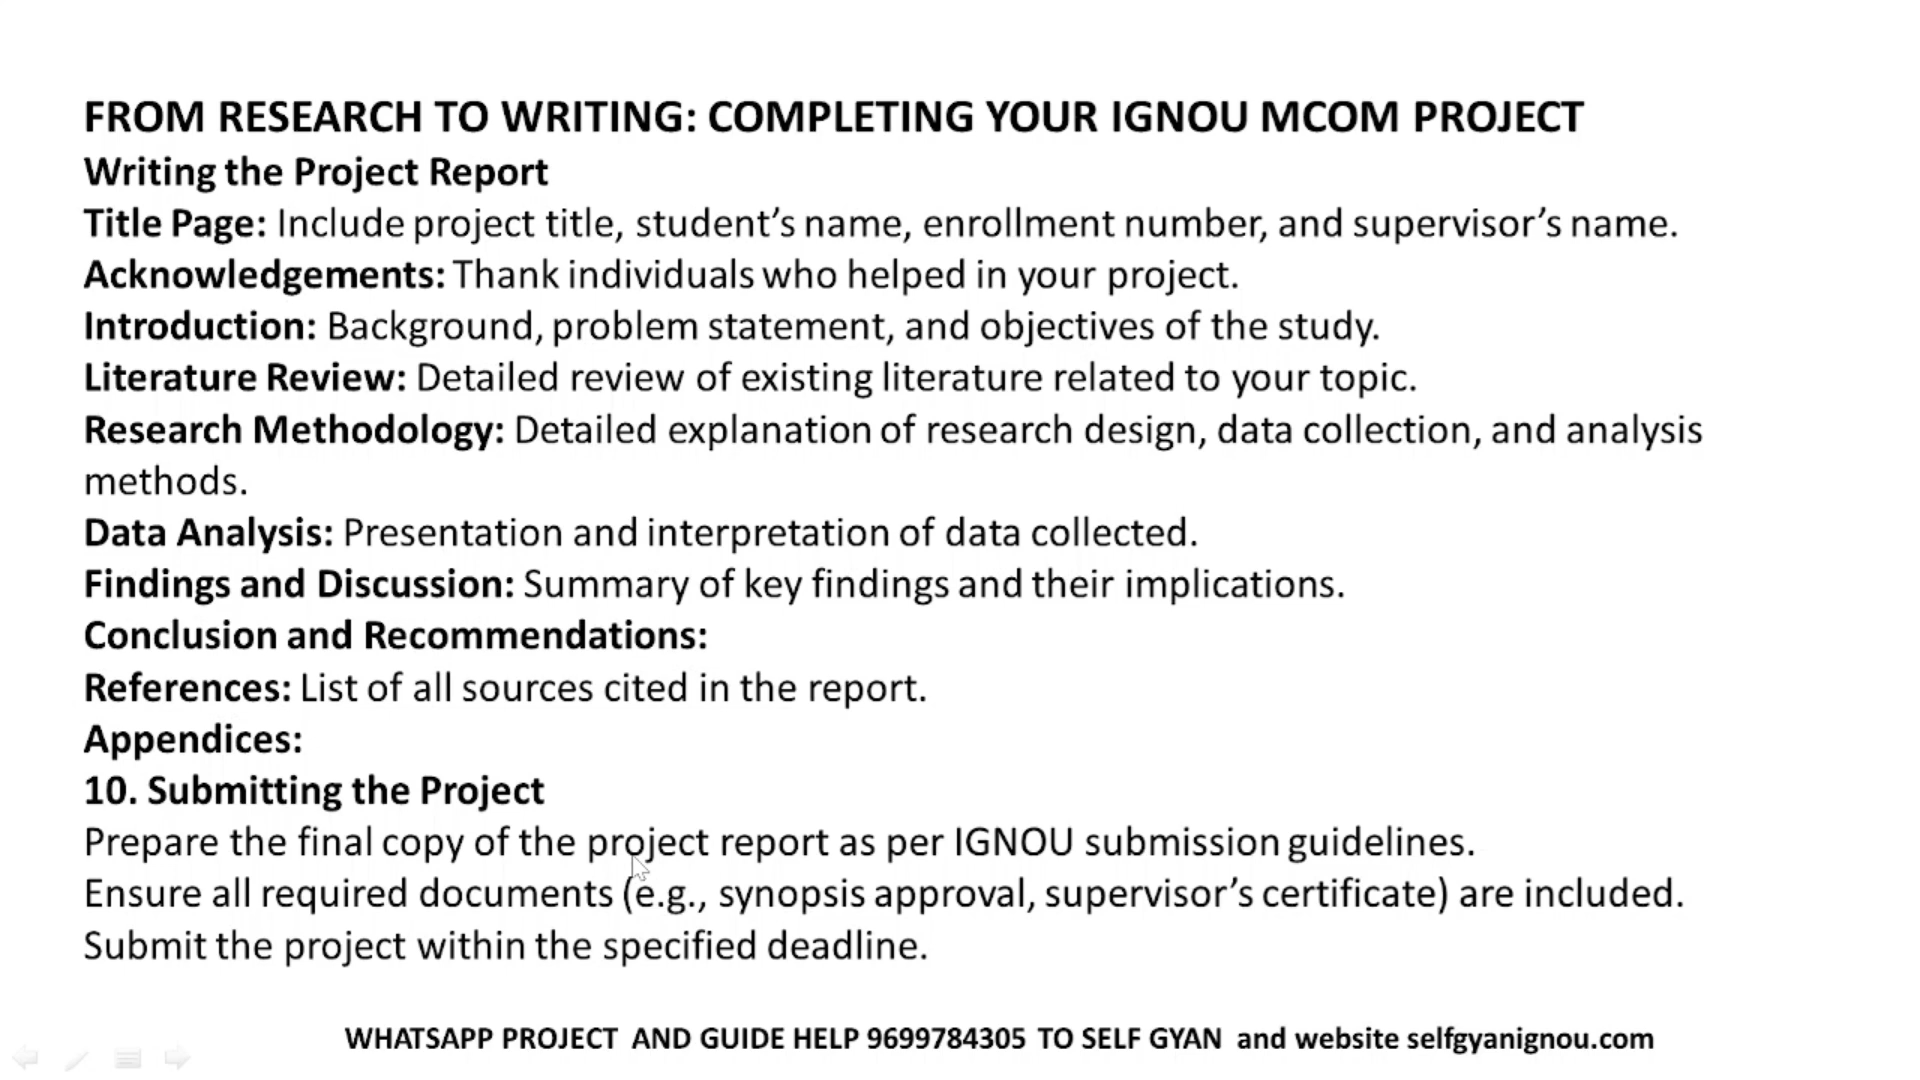 FROM RESEARCH TO WRITING: COMPLETING YOUR IGNOU MCOM PROJECT
Writing the Project Report
Title Page: Include project title, student’s name, enrollment number, and supervisor’s name.
Acknowledgements: Thank individuals who helped in your project.
Introduction: Background, problem statement, and objectives of the study.
Literature Review: Detailed review of existing literature related to your topic.
Research Methodology: Detailed explanation of research design, data collection, and analysis
methods.
Data Analysis: Presentation and interpretation of data collected.
Findings and Discussion: Summary of key findings and their implications.
Conclusion and Recommendations:
References: List of all sources cited in the report.
Appendices:
10. Submitting the Project
Prepare the final copy of the project report as per IGNOU submission guidelines.
Ensure all required documents (e.g., synopsis approval, supervisor’s certificate) are included.
Submit the project within the specified deadline.
WHATSAPP PROJECT AND GUIDE HELP 9699784305 TO SELF GYAN and website selfgyanignou.com